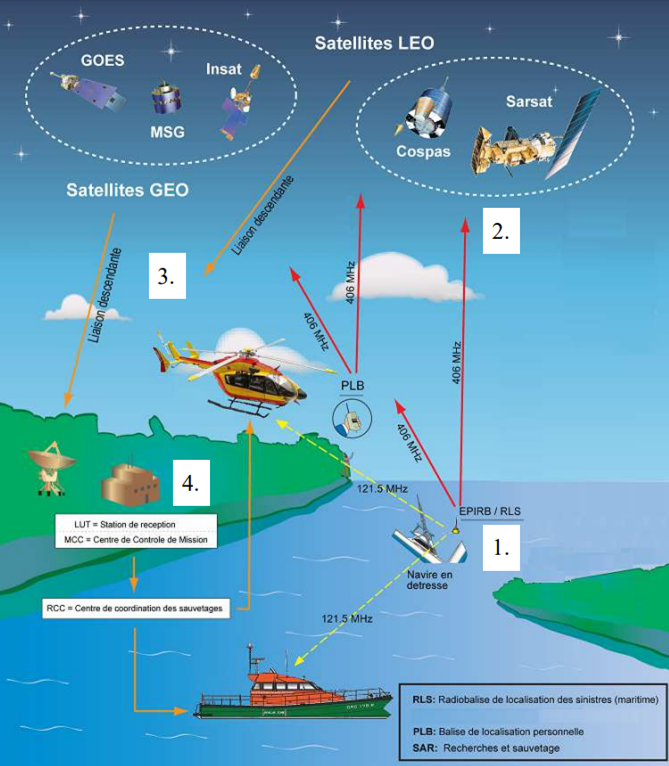 GOES
MSG
Insat
Satellites LEO
Cospas
Sarsat
Satellites GEO
2.
3.
Liaison descendante
Liaison descendante
406 MHz
406 MHz
406 MHz
406 MHz
PLB
4.
121.5 MHz
EPIRB / RLS
1.
Navire en
detresse
LUT = Station de reception
MCC = Centre de Controle de Mission
RCC = Centre de coordination des sauvetages
121.5 MHz
RLS: Radiobalise de localisation des sinistres (maritime)
PLB: Balise de localisation personnelle
SAR: Recherches et sauvetage